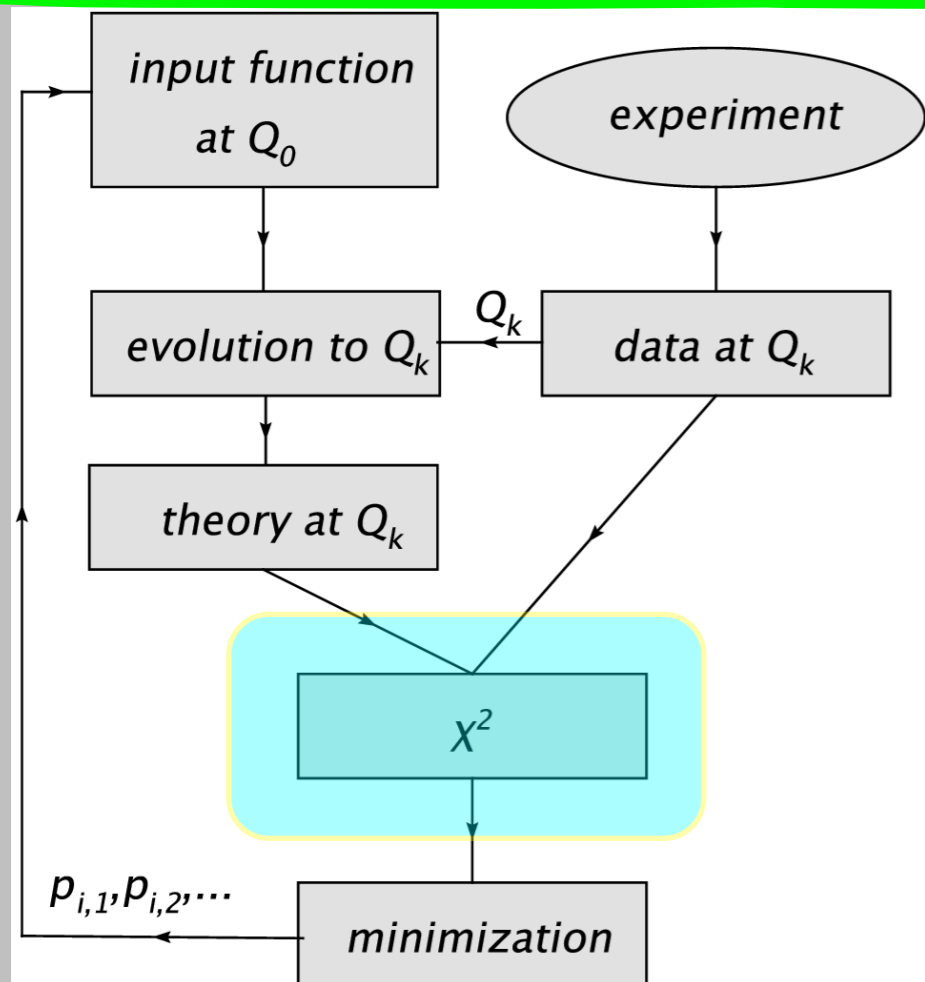 input function
at Q₀
experiment
evolution to Qₖ
Qₖ
data at Qₖ
theory at Qₖ
χ²
pᵢ,₁,pᵢ,₂,...
minimization